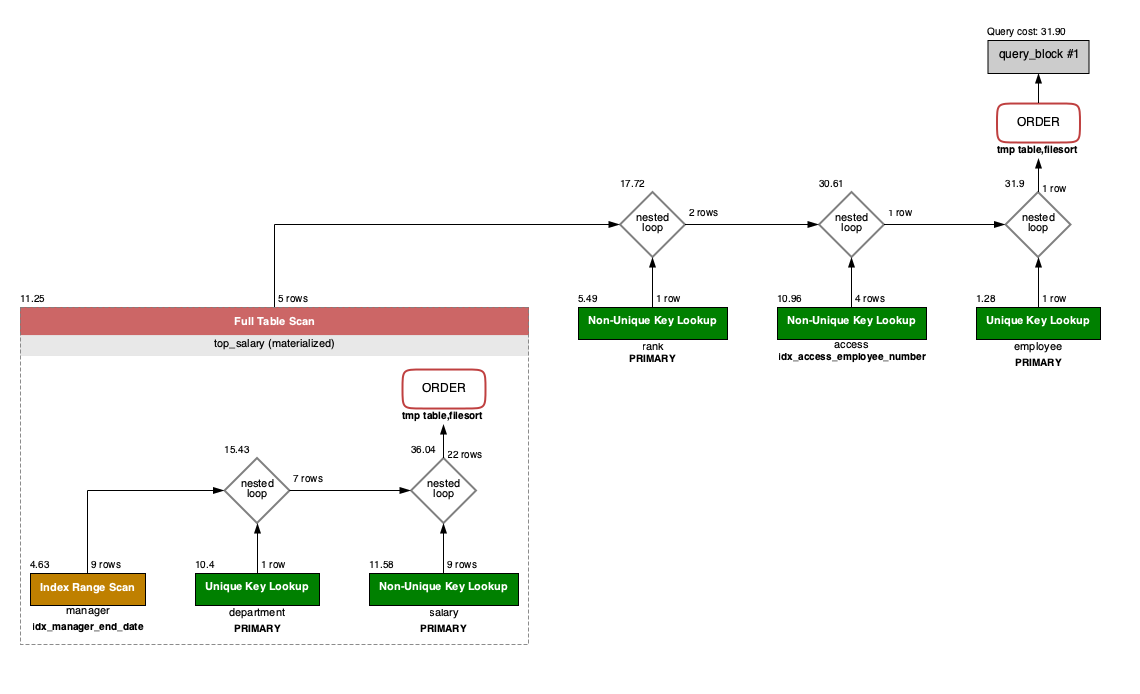 Query cost: 31.90
query_block #1
ORDER
tmp table,filesort
17.72
30.61
31.9
1 row
nested
loop
2 rows
nested
loop
1 row
nested
loop
11.25
5 rows
5.49
1 row
10.96
4 rows
1.28
1 row
Full Table Scan
Non-Unique Key Lookup
Non-Unique Key Lookup
Unique Key Lookup
top_salary (materialized)
rank
PRIMARY
access
idx_access_employee_number
employee
PRIMARY
ORDER
tmp table,filesort
15.43
36.04
22 rows
nested
loop
7 rows
nested
loop
4.63
9 rows
10.4
1 row
11.58
9 rows
Index Range Scan
Unique Key Lookup
Non-Unique Key Lookup
manager
idx_manager_end_date
department
PRIMARY
salary
PRIMARY